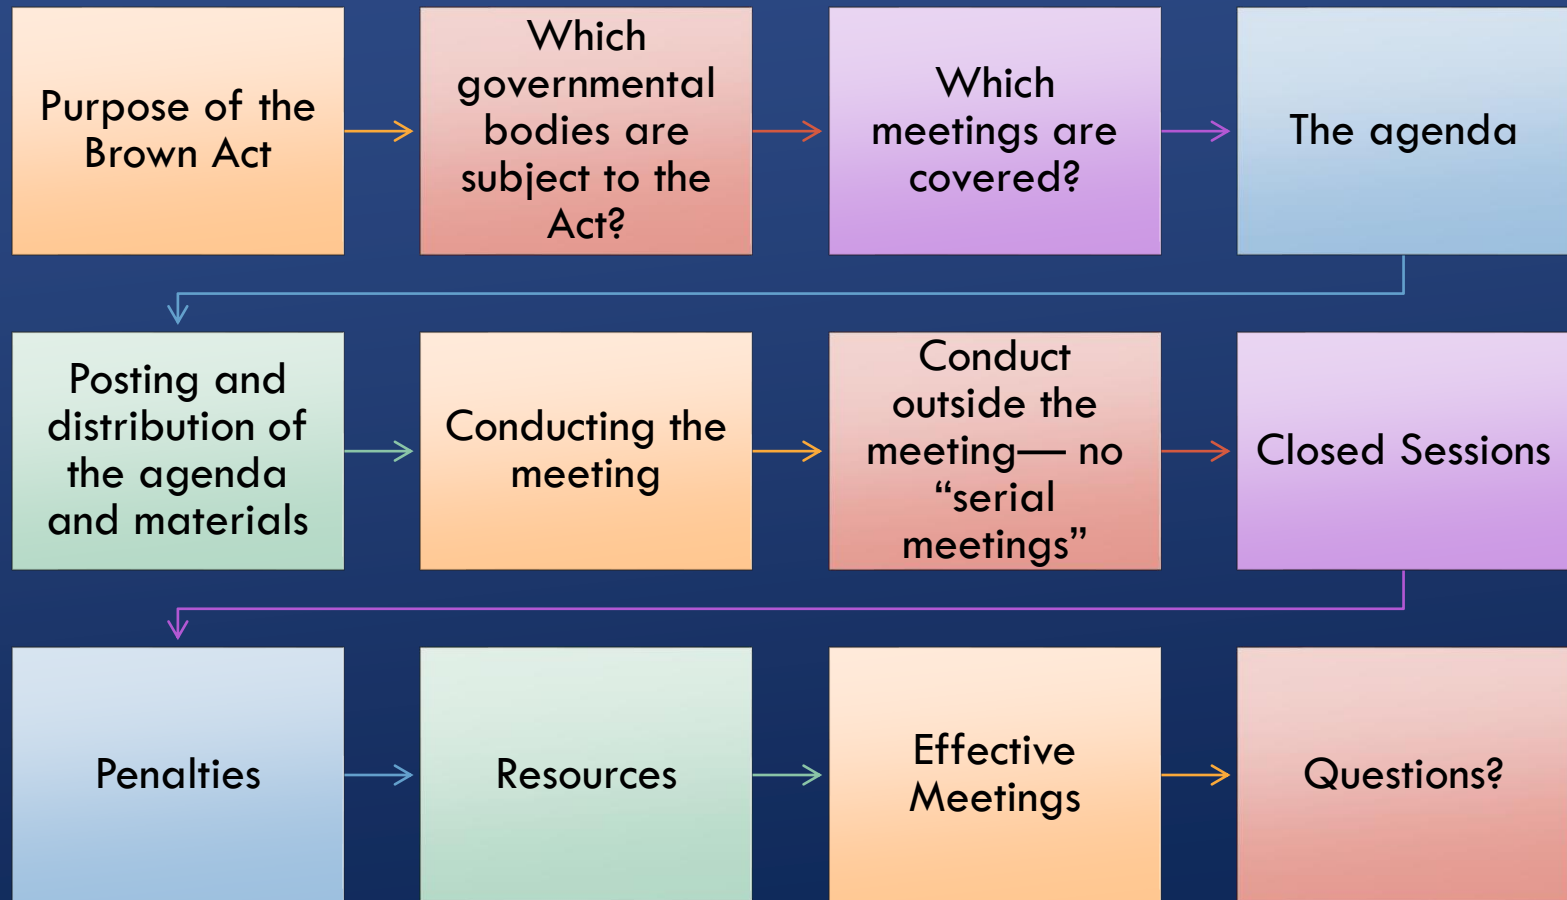 Purpose of the
Brown Act
Which
governmental
bodies are
subject to the
Act?
Which
meetings are
covered?
The agenda
Posting and
distribution of
the agenda
and materials
Conducting the
meeting
Conduct
outside the
meeting— no
“serial
meetings”
Closed Sessions
Penalties
Resources
Effective
Meetings
Questions?